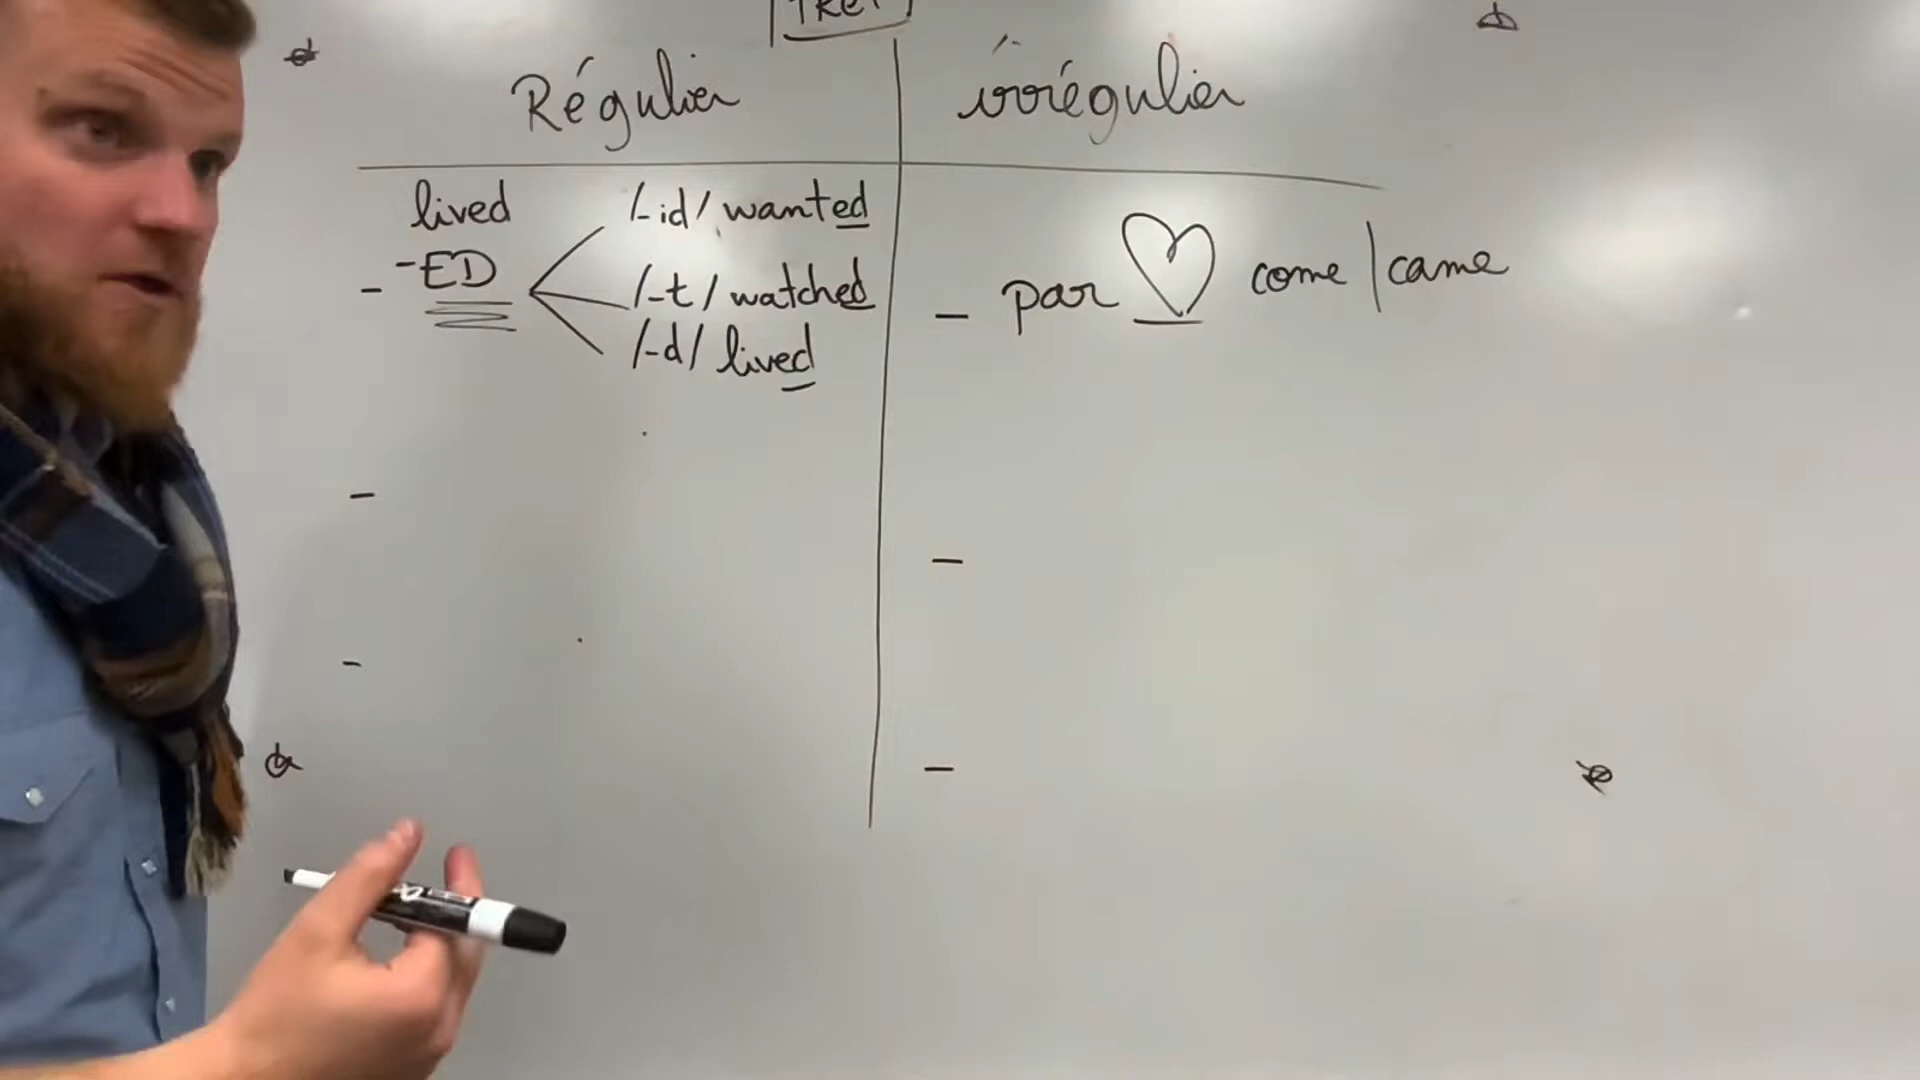 Régulier irrégulier
lived
- -ED
/-id/ wanted
/-t/ watched
/-d/ lived
- par ♡ come | came
-
-
-
-